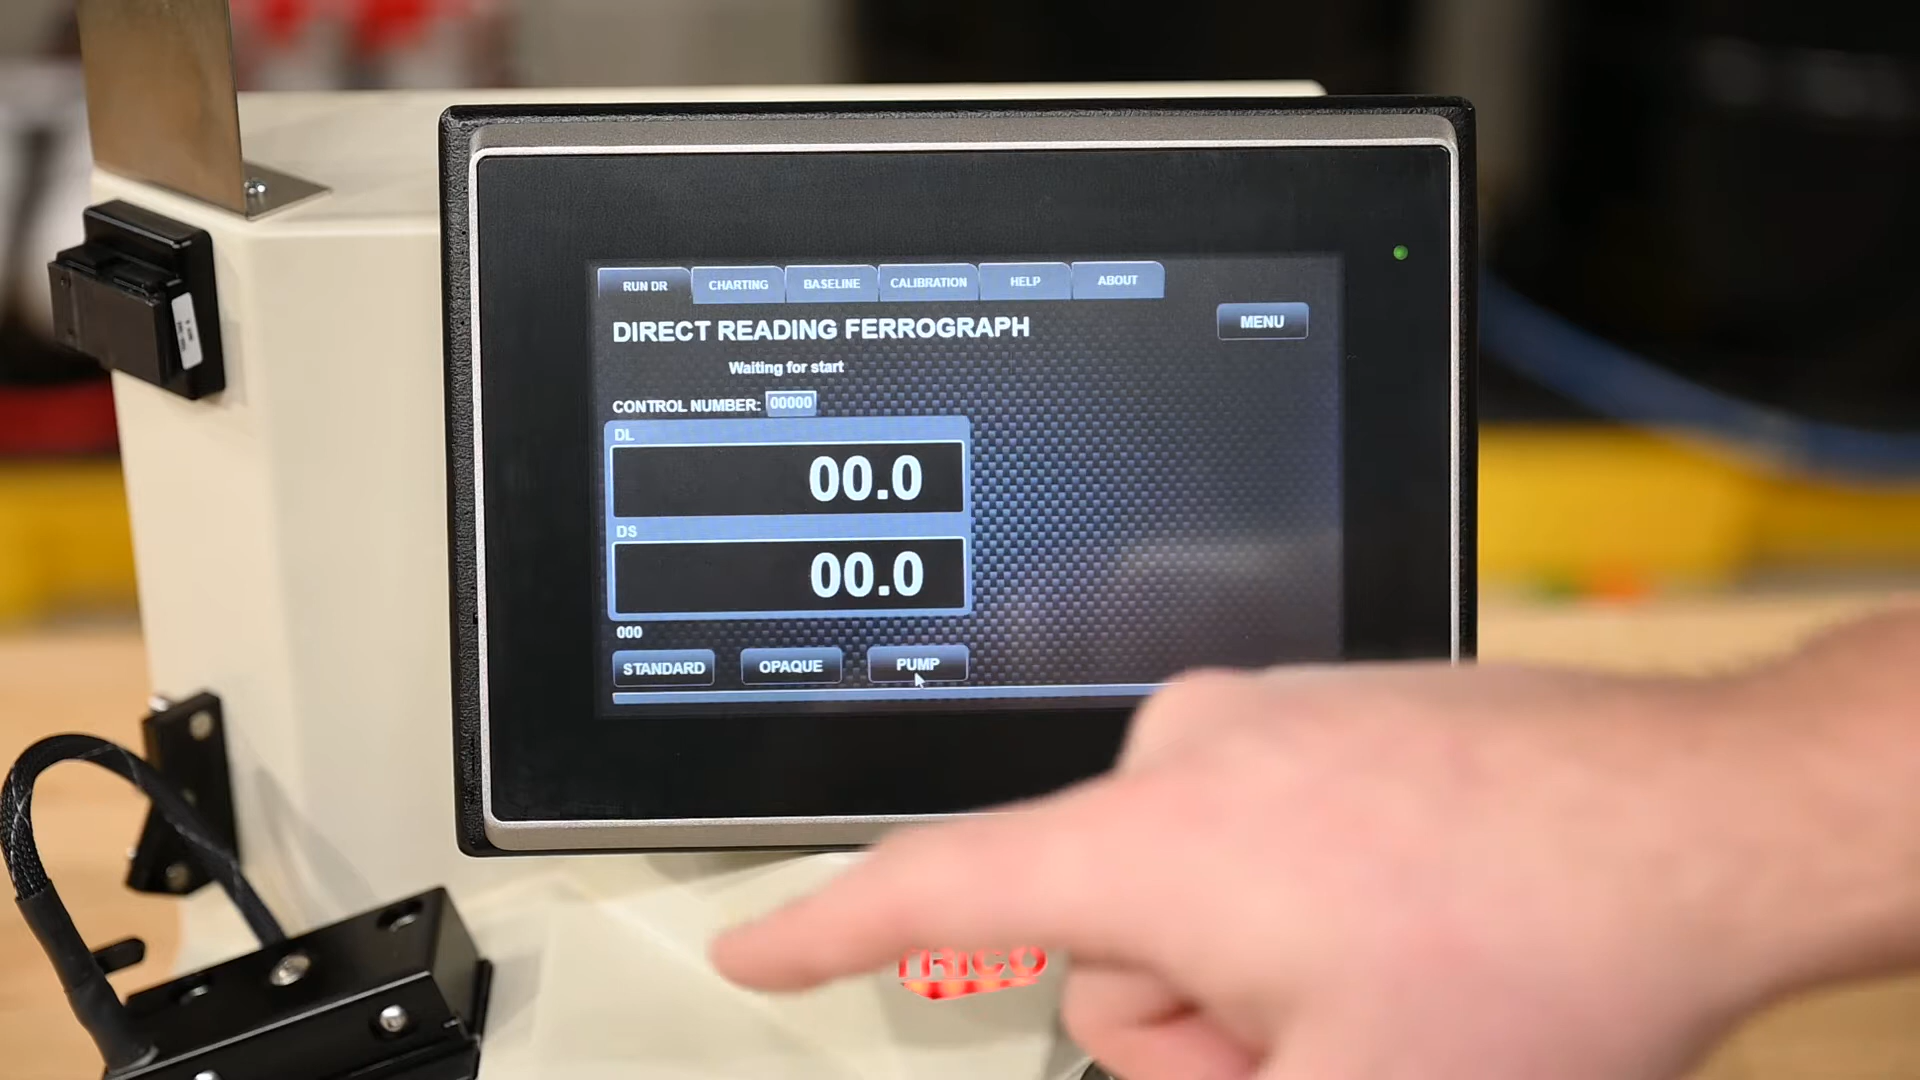 RUN DR
CHARTING
BASELINE
CALIBRATION
HELP
ABOUT
DIRECT READING FERROGRAPH
MENU
Waiting for start
CONTROL NUMBER: 00000
DL
00.0
DS
00.0
000
STANDARD
OPAQUE
PUMP
TRICO